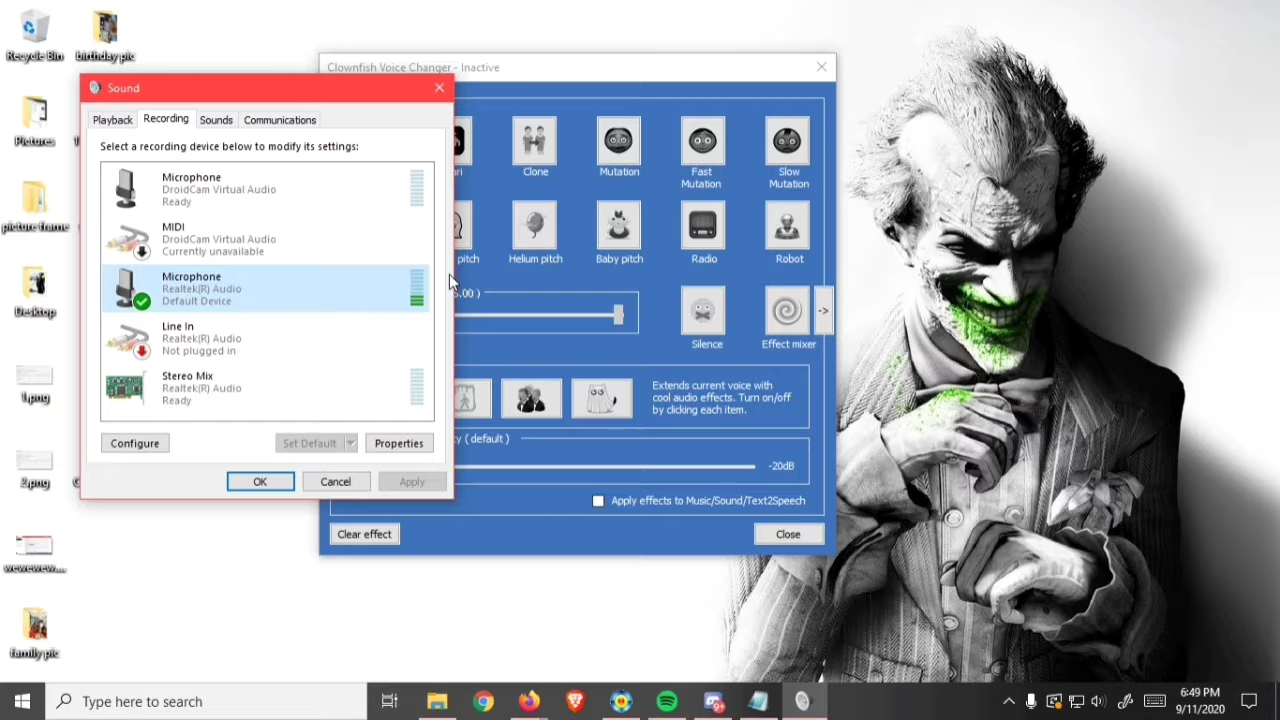 Recycle Bin
birthday pic
Pictures
picture frame
Desktop
1.png
2.png
wewewew...
family pic
Clownfish Voice Changer - Inactive
Clone
Mutation
Fast
Mutation
Slow
Mutation
pitch
Helium pitch
Baby pitch
Radio
Robot
Silence
Effect mixer
->
Extends current voice with
cool audio effects. Turn on/off
by clicking each item.
( default )
-20dB
Apply effects to Music/Sound/Text2Speech
Clear effect
Close
Sound
Playback
Recording
Sounds
Communications
Select a recording device below to modify its settings:
Microphone
DroidCam Virtual Audio
Ready
MIDI
DroidCam Virtual Audio
Currently unavailable
Microphone
Realtek(R) Audio
Default Device
Line In
Realtek(R) Audio
Not plugged in
Stereo Mix
Realtek(R) Audio
Ready
Configure
Set Default
Properties
OK
Cancel
Apply
Type here to search
9+
6:49 PM
9/11/2020